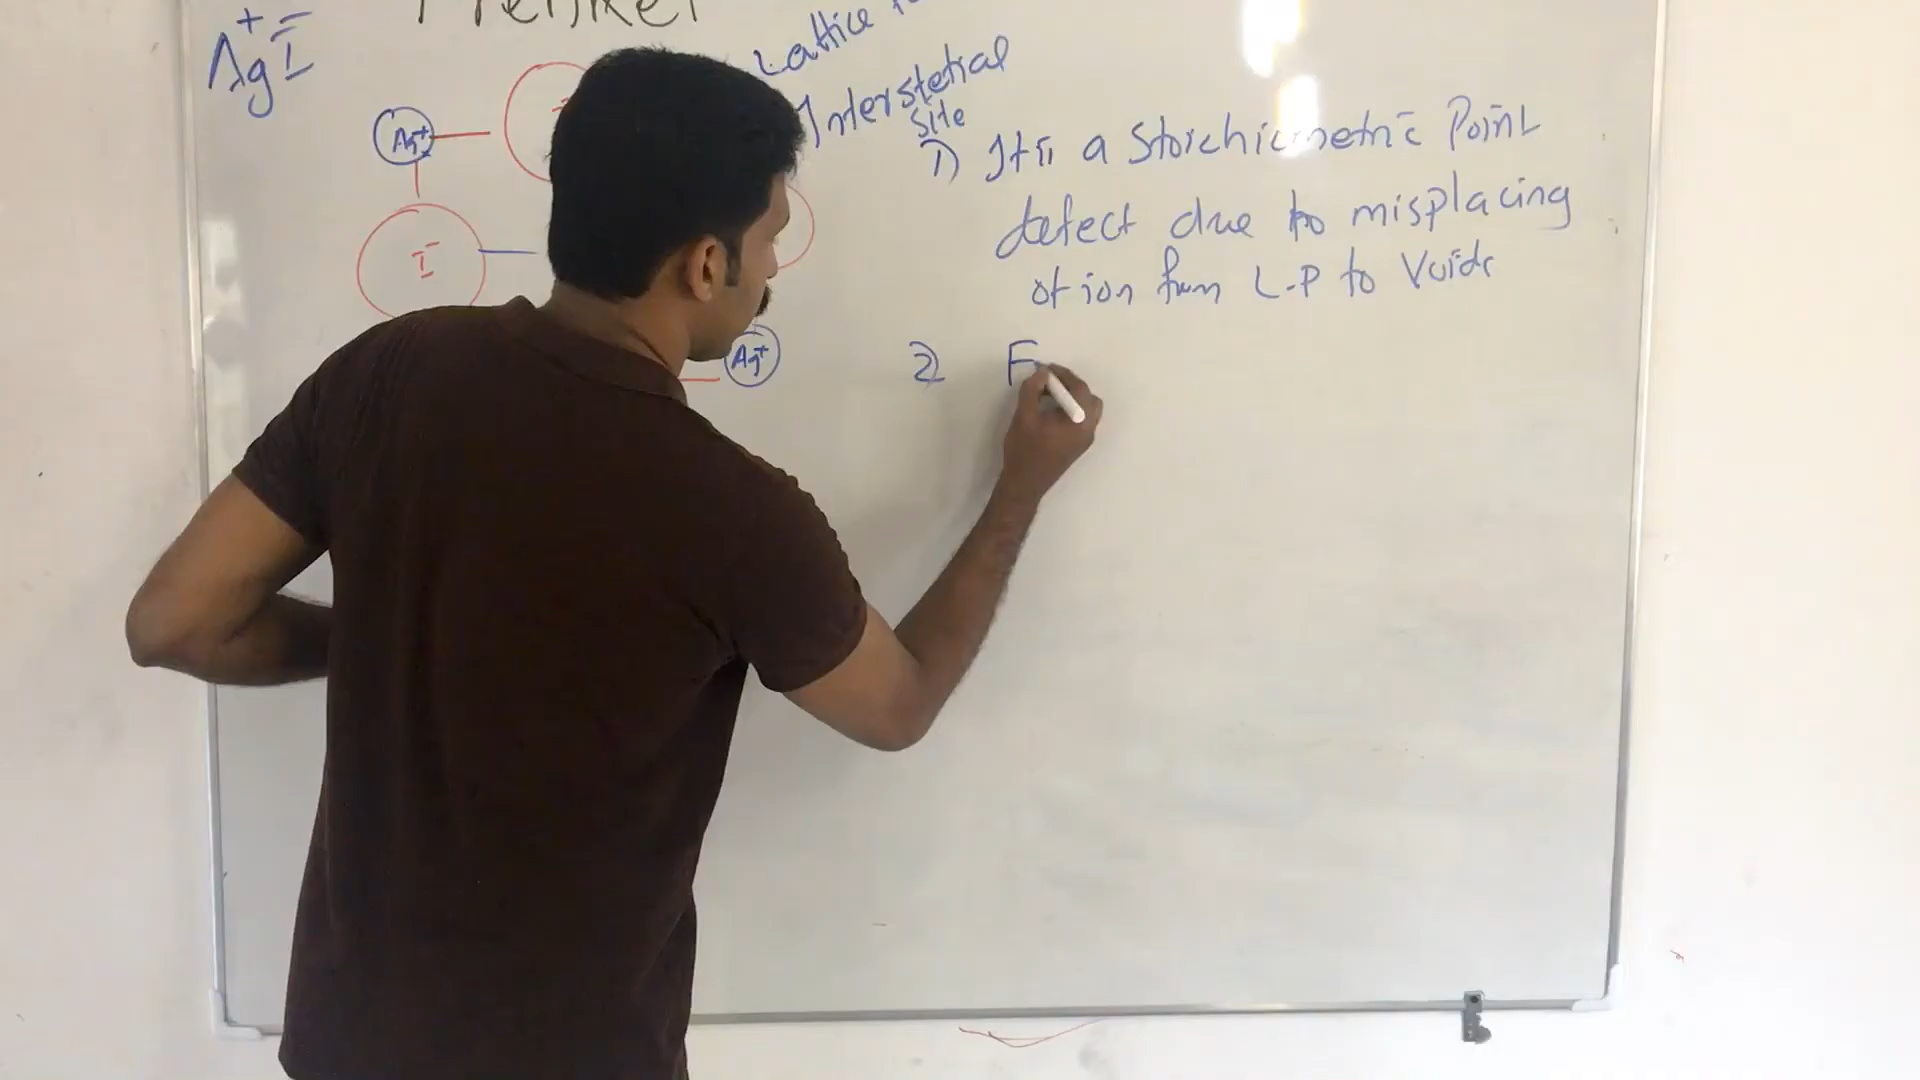 Frenkel
Ag⁺ I⁻
Lattice
Interstetial
Site
Ag⁺
I⁻
Ag⁺
1) It is a Stoichiometric Point
defect due to misplacing
of ion from L.P to Voids
2 F